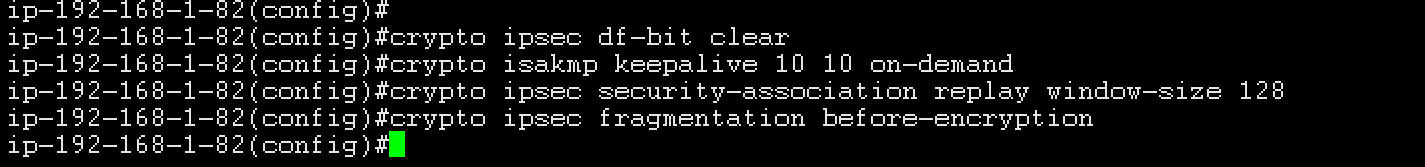 ip-192-168-1-82(config)#
ip-192-168-1-82(config)#crypto ipsec df-bit clear
ip-192-168-1-82(config)#crypto isakmp keepalive 10 10 on-demand
ip-192-168-1-82(config)#crypto ipsec security-association replay window-size 128
ip-192-168-1-82(config)#crypto ipsec fragmentation before-encryption
ip-192-168-1-82(config)#